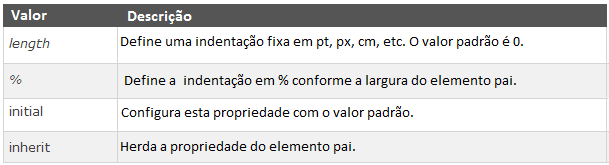 Valor Descrição
length Define uma indentação fixa em pt, px, cm, etc. O valor padrão é 0.
% Define a indentação em % conforme a largura do elemento pai.
initial Configura esta propriedade com o valor padrão.
inherit Herda a propriedade do elemento pai.